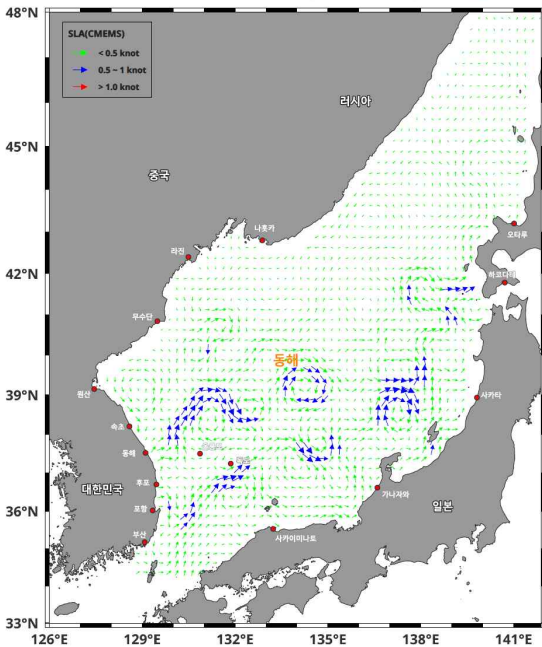 48°N
SLA(CMEMS)
< 0.5 knot
0.5 ~ 1 knot
> 1.0 knot
러시아
45°N
중국
나홋카
오타루
라진
42°N
하코다테
무수단
동해
39°N
원산
사카타
속초
동해
후포
대한민국
가나자와
포항
일본
36°N
부산
사카이미나토
33°N
126°E
129°E
132°E
135°E
138°E
141°E